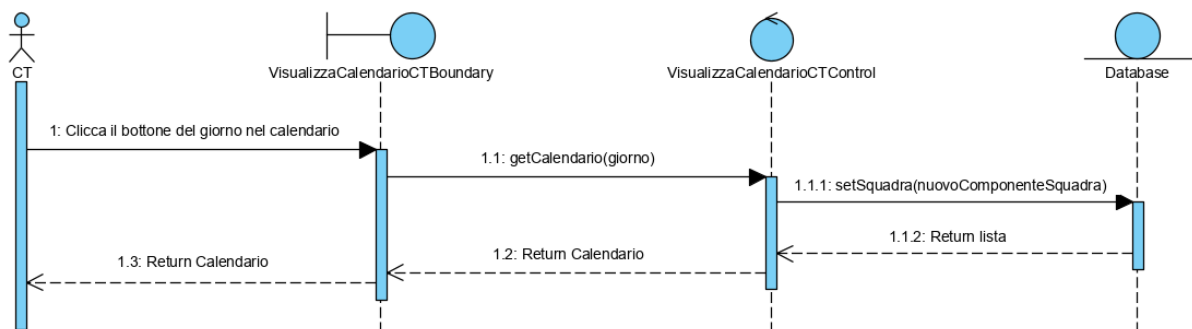 CT
VisualizzaCalendarioCTBoundary
VisualizzaCalendarioCTControl
Database
1: Clicca il bottone del giorno nel calendario
1.1: getCalendario(giorno)
1.1.1: setSquadra(nuovoComponenteSquadra)
1.1.2: Return lista
1.2: Return Calendario
1.3: Return Calendario